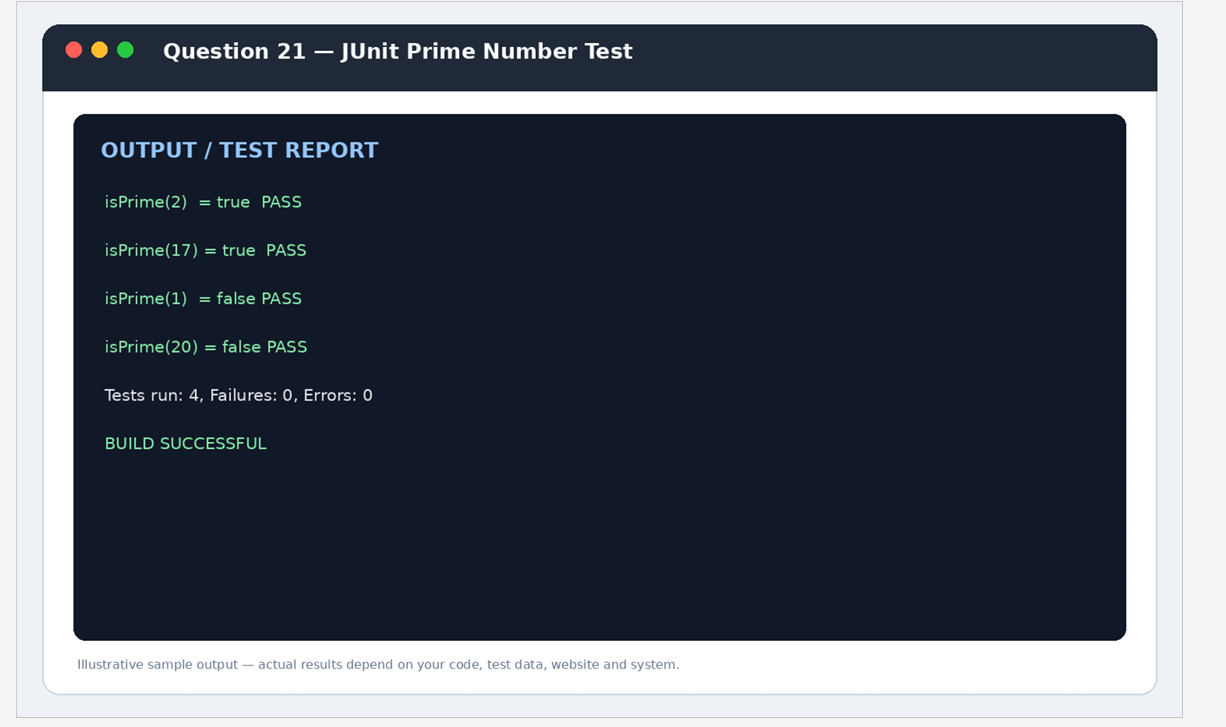 Question 21 — JUnit Prime Number Test
OUTPUT / TEST REPORT
isPrime(2)  = true  PASS
isPrime(17) = true  PASS
isPrime(1)  = false PASS
isPrime(20) = false PASS
Tests run: 4, Failures: 0, Errors: 0
BUILD SUCCESSFUL
Illustrative sample output — actual results depend on your code, test data, website and system.